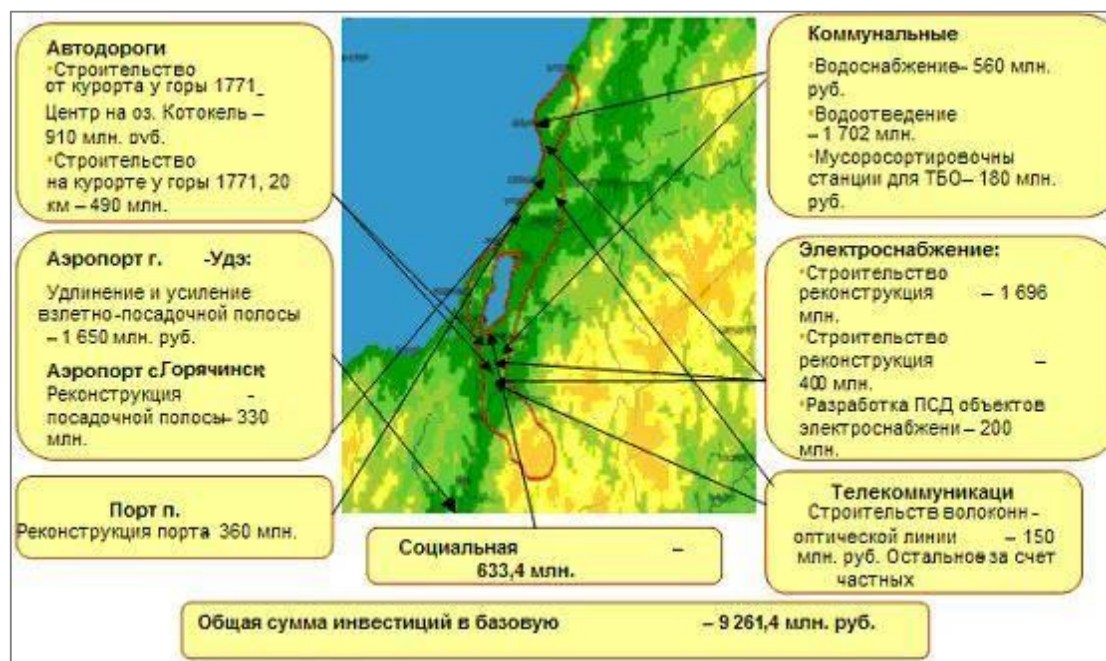 Автодороги
•Строительство
от курорта у горы 1771_
Центр на оз. Котокель –
910 млн. руб.
•Строительство
на курорте у горы 1771, 20
км – 490 млн.
Аэропорт г. -Удэ:
Удлинение и усиление
взлетно-посадочной полосы
– 1 650 млн. руб.
Аэропорт с.Горячинск
Реконструкция -
посадочной полосы– 330
млн.
Порт п.
Реконструкция порта 360 млн.
Социальная –
633,4 млн.
Коммунальные
•Водоснабжение– 560 млн.
руб.
•Водоотведение
– 1 702 млн.
•Мусоросортировочны
станции для ТБО– 180 млн.
руб.
Электроснабжение:
•Строительство
реконструкция – 1 696
млн.
•Строительство
реконструкция –
400 млн.
•Разработка ПСД объектов
электроснабжени – 200
млн.
Телекоммуникаци
Строительств волоконн-
оптической линии – 150
млн. руб. Остальное за счет
частных
Общая сумма инвестиций в базовую – 9 261,4 млн. руб.